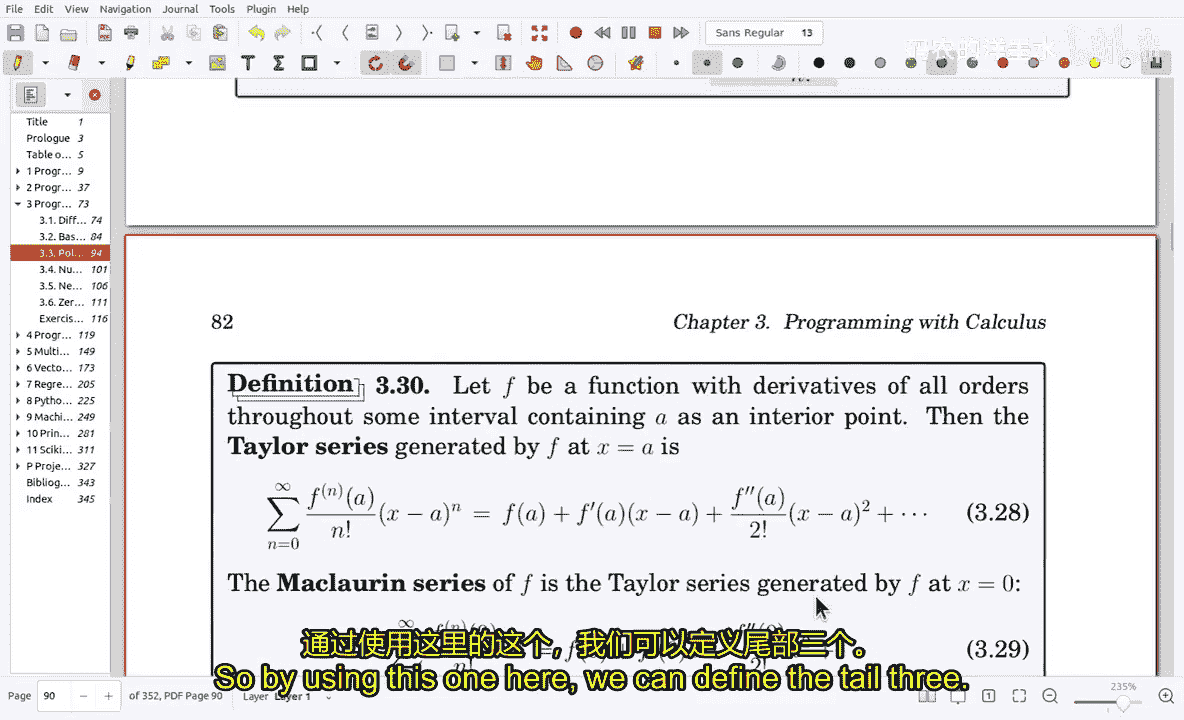 File Edit View Navigation Journal Tools Plugin Help
Sans Regular 13
Title 1
Prologue 3
Table o... 5
1 Progr... 9
2 Progr... 37
3 Progr... 73
3.1. Diff... 74
3.2. Bas... 84
3.3. Pol... 94
3.4. Nu... 101
3.5. Ne... 106
3.6. Zer... 111
Exercis... 116
4 Progr... 119
5 Multi... 149
6 Vecto... 173
7 Regre... 205
8 Pytho... 225
9 Machi... 249
10 Prin... 281
11 Sciki... 311
P Proje... 327
Bibliog... 343
Index 345
82 Chapter 3. Programming with Calculus
Definition 3.30. Let f be a function with derivatives of all orders
throughout some interval containing a as an interior point. Then the
Taylor series generated by f at x = a is
∑_{n=0}^{∞} f^{(n)}(a)/n! (x − a)^n = f(a) + f′(a)(x − a) + f″(a)/2! (x − a)^2 + ⋯ (3.28)
The Maclaurin series of f is the Taylor series generated by f at x = 0:
(3.29)
通过使用这里的这个, 我们可以定义尾部三个。
So by using this one here, we can define the tail three.
Page 90 of 352, PDF Page 90 Layer Layer 1 235%